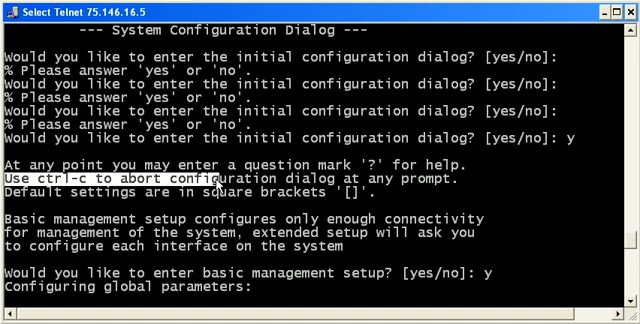 Select Telnet 75.146.16.5
--- System Configuration Dialog ---
Would you like to enter the initial configuration dialog? [yes/no]:
% Please answer 'yes' or 'no'.
Would you like to enter the initial configuration dialog? [yes/no]:
% Please answer 'yes' or 'no'.
Would you like to enter the initial configuration dialog? [yes/no]:
% Please answer 'yes' or 'no'.
Would you like to enter the initial configuration dialog? [yes/no]: y
At any point you may enter a question mark '?' for help.
Use ctrl-c to abort configuration dialog at any prompt.
Default settings are in square brackets '[]'.
Basic management setup configures only enough connectivity
for management of the system, extended setup will ask you
to configure each interface on the system
Would you like to enter basic management setup? [yes/no]: y
Configuring global parameters: